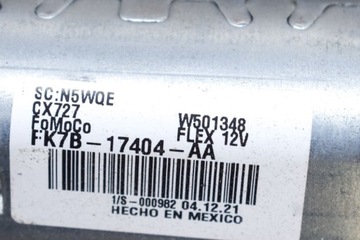 SC:N5WQE
CX727
FoMoCo W501348
FLEX 12V
FK7B-17404-AA
1/S-000982 04.12.21
HECHO EN MEXICO